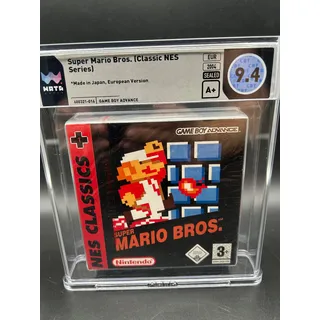 Super Mario Bros. (Classic NES
Series)
*Made in Japan, European Version
GAME BOY ADVANCE
EUR
2004
SEALED
A+
9.4
WATA
GAME BOY ADVANCE
NES CLASSICS
SUPER
MARIO BROS.
Nintendo
3+